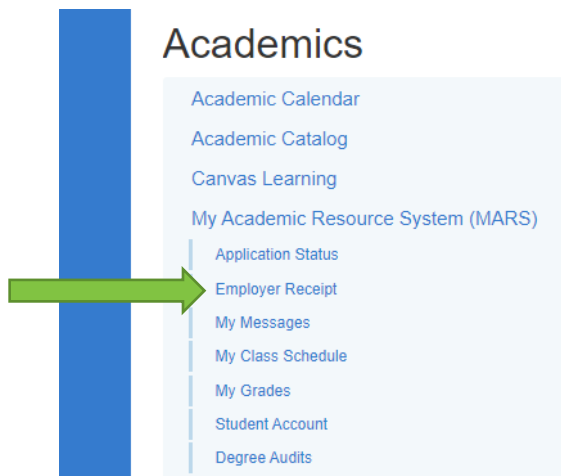 Academics
Academic Calendar
Academic Catalog
Canvas Learning
My Academic Resource System (MARS)
Application Status
Employer Receipt
My Messages
My Class Schedule
My Grades
Student Account
Degree Audits